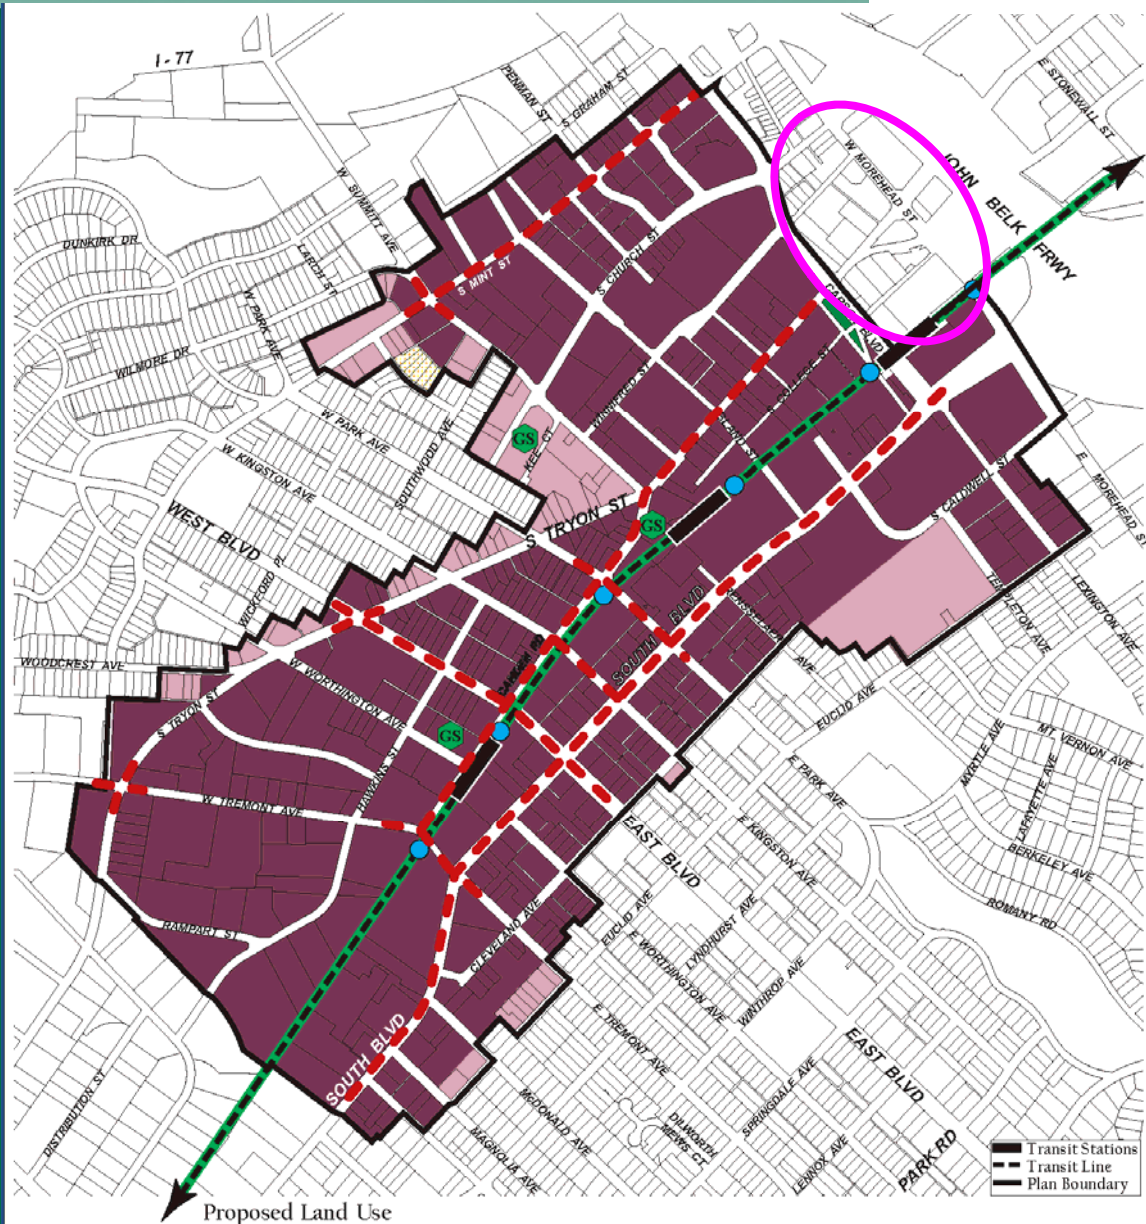 I - 77
PENMAN ST
S GRAHAM ST
E STONEWALL ST
W MOREHEAD ST
JOHN BELK FRWY
W SUMMITT AVE
DUNKIRK DR
LARCH ST
S MINT ST
S CHURCH ST
W PARK AVE
WILMORE DR
WINNIFRED ST
S COLLEGE ST
W PARK AVE
SOUTHWOOD AVE
KEE CT
GS
W KINGSTON AVE
S CALDWELL ST
E MOREHEAD ST
WEST BLVD
S TRYON ST
GS
WICKFORD PL
TEMPLETON AVE
LEXINGTON AVE
SOUTH BLVD
WOODCREST AVE
W WORTHINGTON AVE
CAMDEN RD
EUCLID AVE
S TRYON ST
GS
MYRTLE AVE
MT. VERNON AVE
HAWKINS ST
W TREMONT AVE
E PARK AVE
LAFAYETTE AVE
EAST BLVD
E KINGSTON AVE
BERKELEY AVE
ROMANY RD
RAMPART ST
CLEVELAND AVE
EUCLID AVE
LYNDHURST AVE
E WORTHINGTON AVE
WINTHROP AVE
SOUTH BLVD
E TREMONT AVE
EAST BLVD
DISTRIBUTION ST
McDONALD AVE
SPRINGDALE AVE
DILWORTH MEWS CT
MAGNOLIA AVE
LENNOX AVE
PARK RD
Transit Stations
Transit Line
Plan Boundary
Proposed Land Use